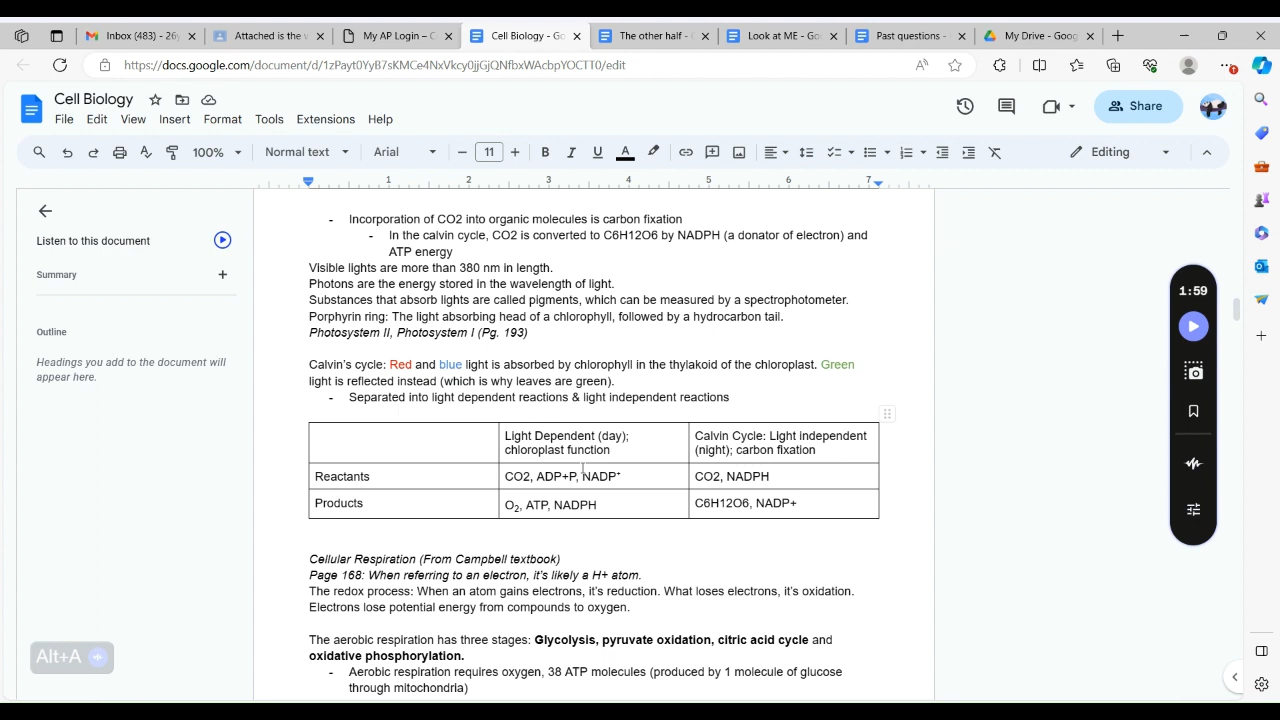 Inbox (483) - 26y
Attached is the v
My AP Login – C
Cell Biology - Go
The other half - G
Look at ME - Go
Past questions -
My Drive - Goog
https://docs.google.com/document/d/1zPayt0YyB7sKMCe4NxVkcy0jjGjQNfbxWAcbpYOCTT0/edit
Cell Biology
Share
File Edit View Insert Format Tools Extensions Help
100% Normal text Arial 11 Editing
1 2 3 4 5 6 7
Listen to this document
Summary
Outline
Headings you add to the document will
appear here.
- Incorporation of CO2 into organic molecules is carbon fixation
- In the calvin cycle, CO2 is converted to C6H12O6 by NADPH (a donator of electron) and
ATP energy
Visible lights are more than 380 nm in length.
Photons are the energy stored in the wavelength of light.
Substances that absorb lights are called pigments, which can be measured by a spectrophotometer.
Porphyrin ring: The light absorbing head of a chlorophyll, followed by a hydrocarbon tail.
Photosystem II, Photosystem I (Pg. 193)
Calvin's cycle: Red and blue light is absorbed by chlorophyll in the thylakoid of the chloroplast. Green
light is reflected instead (which is why leaves are green).
- Separated into light dependent reactions & light independent reactions
Light Dependent (day);
chloroplast function
Calvin Cycle: LIght independent
(night); carbon fixation
Reactants
CO2, ADP+P, NADP⁺
CO2, NADPH
Products
O₂, ATP, NADPH
C6H12O6, NADP+
Cellular Respiration (From Campbell textbook)
Page 168: When referring to an electron, it's likely a H+ atom.
The redox process: When an atom gains electrons, it's reduction. What loses electrons, it's oxidation.
Electrons lose potential energy from compounds to oxygen.
The aerobic respiration has three stages: Glycolysis, pyruvate oxidation, citric acid cycle and
oxidative phosphorylation.
- Aerobic respiration requires oxygen, 38 ATP molecules (produced by 1 molecule of glucose
through mitochondria)
1:59
Alt+A